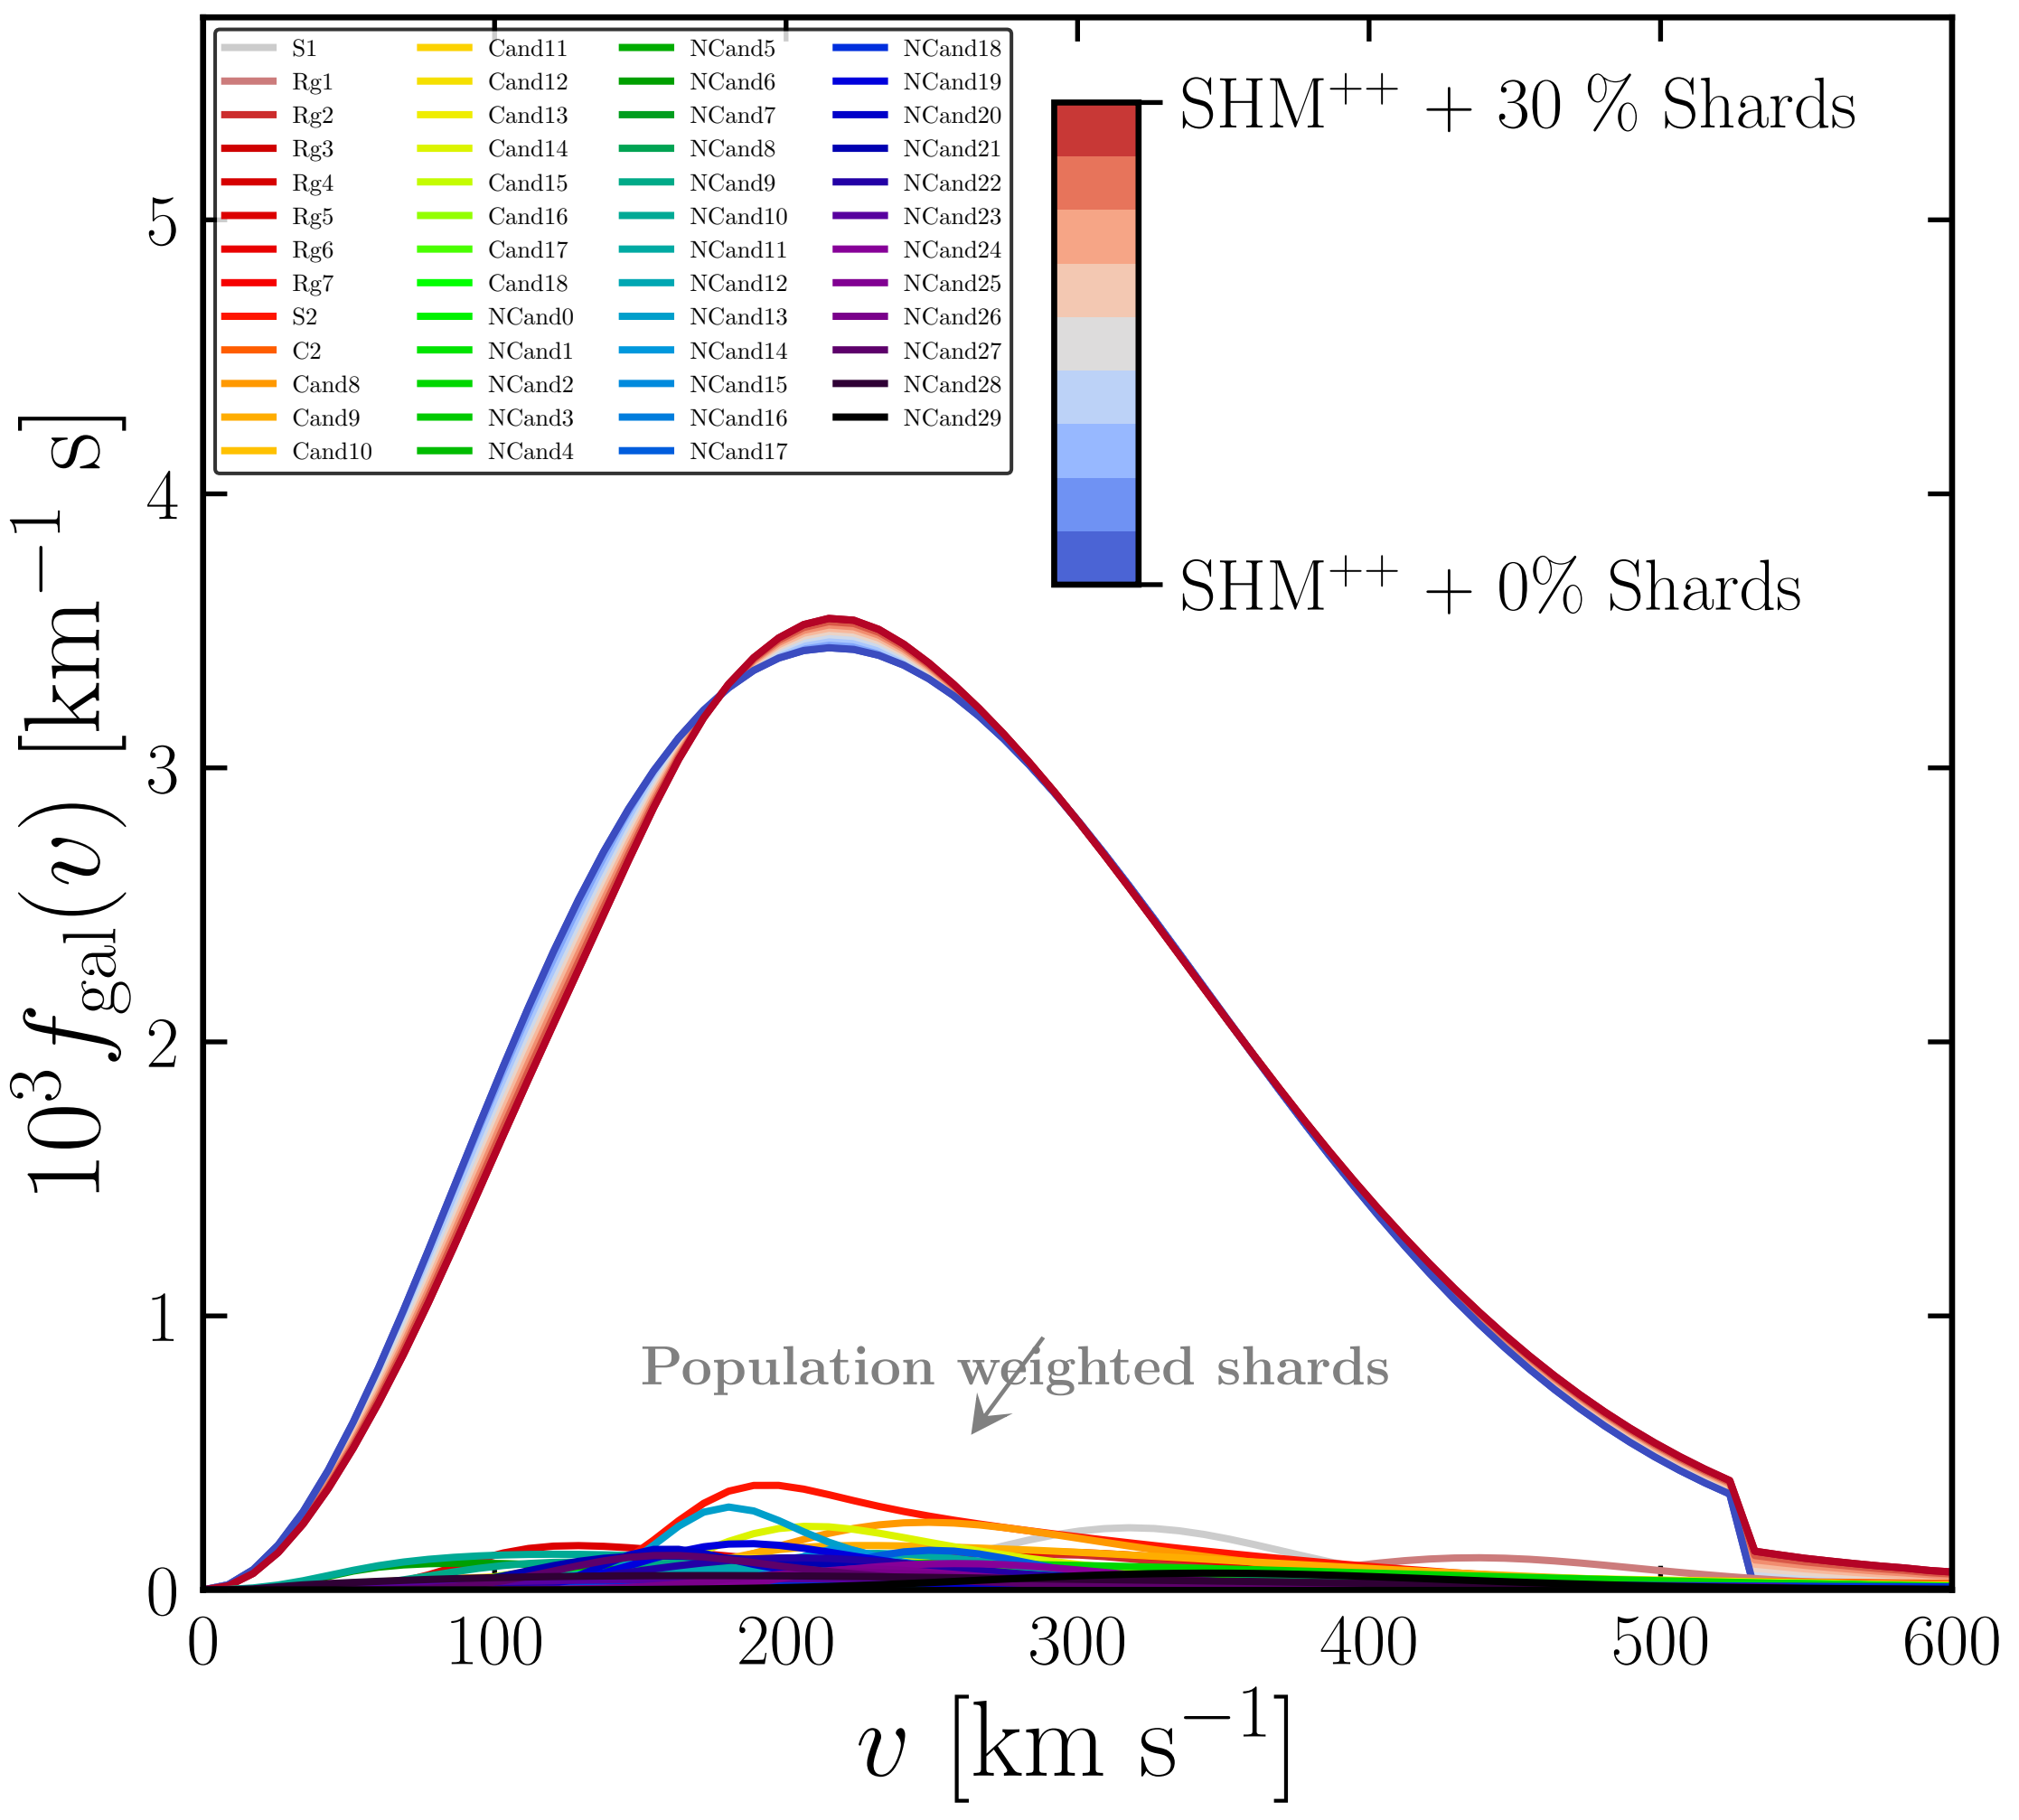 S1
Rg1
Rg2
Rg3
Rg4
Rg5
Rg6
Rg7
S2
C2
Cand8
Cand9
Cand10
Cand11
Cand12
Cand13
Cand14
Cand15
Cand16
Cand17
Cand18
NCand0
NCand1
NCand2
NCand3
NCand4
NCand5
NCand6
NCand7
NCand8
NCand9
NCand10
NCand11
NCand12
NCand13
NCand14
NCand15
NCand16
NCand17
NCand18
NCand19
NCand20
NCand21
NCand22
NCand23
NCand24
NCand25
NCand26
NCand27
NCand28
NCand29
SHM⁺⁺ + 30 % Shards
SHM⁺⁺ + 0% Shards
10³ f_gal(v) [km⁻¹ s]
5
4
3
2
1
0
Population weighted shards
0 100 200 300 400 500 600
v [km s⁻¹]